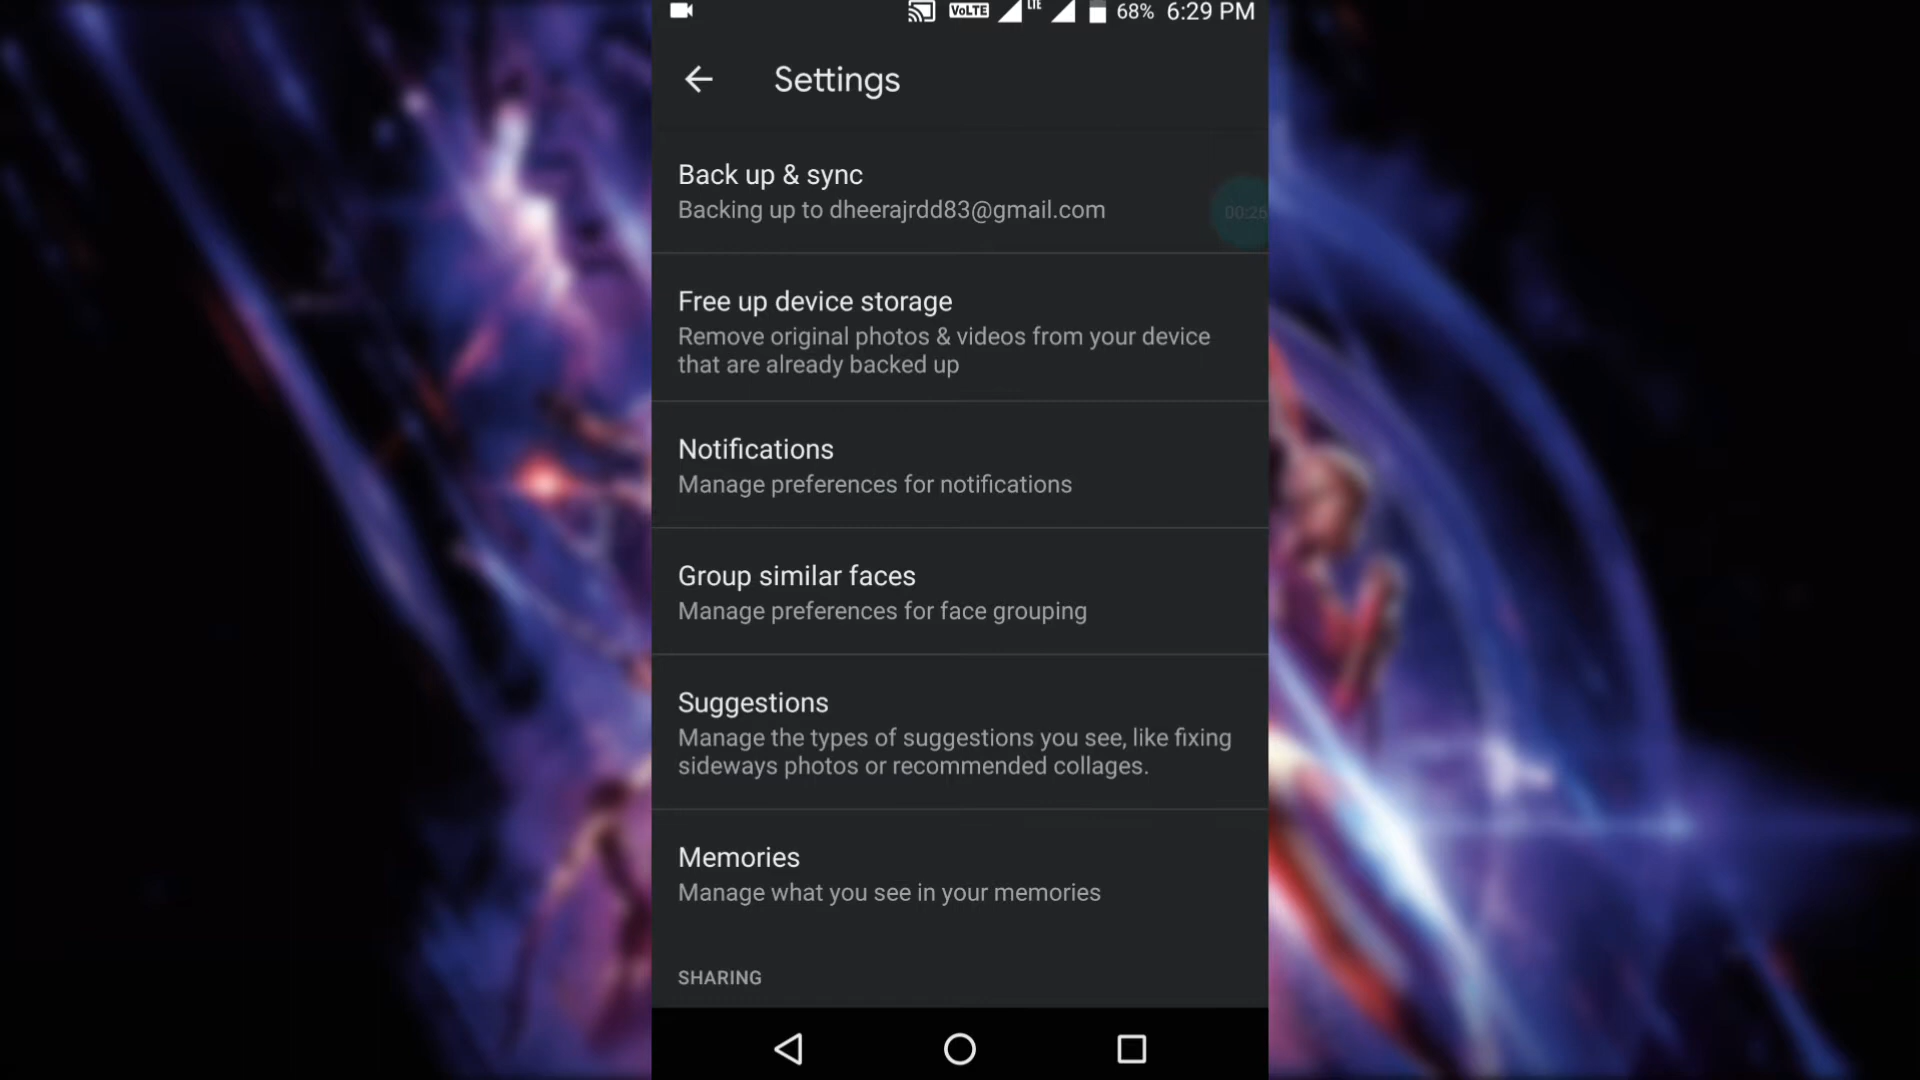 VoLTE LTE 68% 6:29 PM
Settings
Back up & sync
Backing up to dheerajrdd83@gmail.com
00:26
Free up device storage
Remove original photos & videos from your device
that are already backed up
Notifications
Manage preferences for notifications
Group similar faces
Manage preferences for face grouping
Suggestions
Manage the types of suggestions you see, like fixing
sideways photos or recommended collages.
Memories
Manage what you see in your memories
SHARING